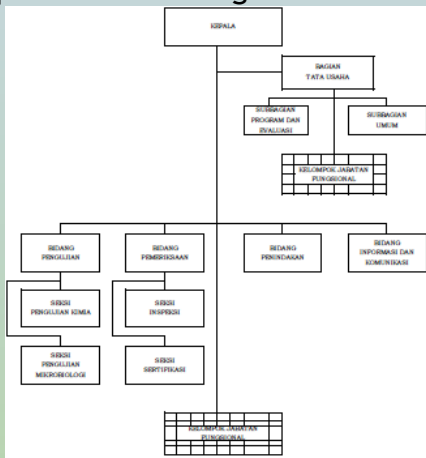 KEPALA
BAGIAN
TATA USAHA
SUBBAGIAN
PROGRAM DAN
EVALUASI
SUBBAGIAN
UMUM
KELOMPOK JABATAN
FUNGSIONAL
BIDANG
PENGUJIAN
BIDANG
PEMERIKSAAN
BIDANG
PENINDAKAN
BIDANG
INFORMASI DAN
KOMUNIKASI
SEKSI
PENGUJIAN KIMIA
SEKSI
INSPEKSI
SEKSI
PENGUJIAN
MIKROBIOLOGI
SEKSI
SERTIFIKASI
KELOMPOK JABATAN
FUNGSIONAL